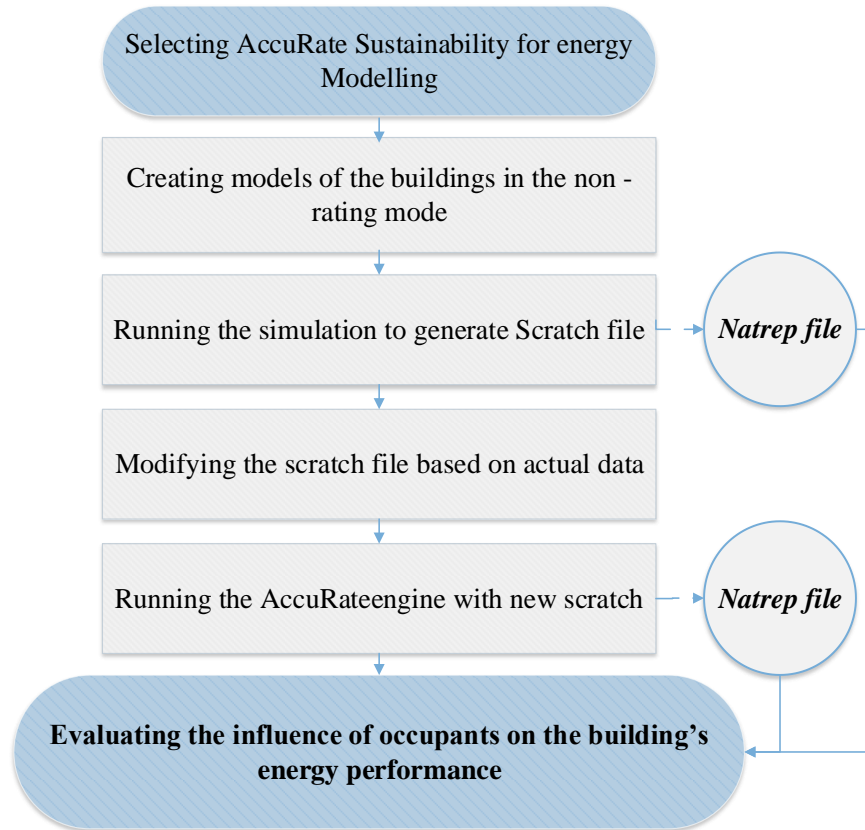 Selecting AccuRate Sustainability for energy
Modelling
Creating models of the buildings in the non -
rating mode
Running the simulation to generate Scratch file
Natrep file
Modifying the scratch file based on actual data
Running the AccuRateengine with new scratch
Natrep file
Evaluating the influence of occupants on the building’s
energy performance